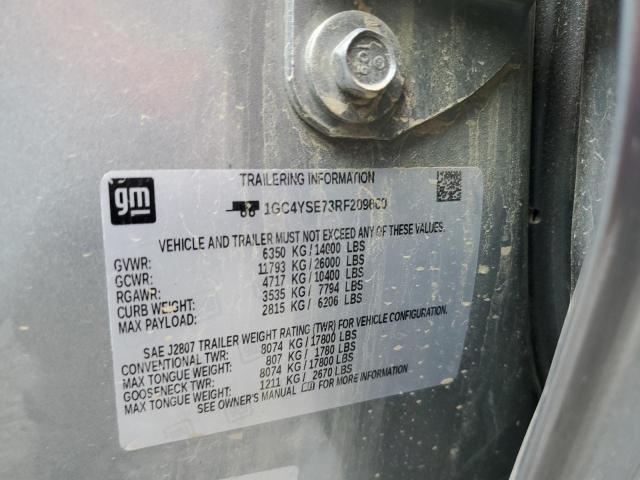 gm
TRAILERING INFORMATION
VEHICLE AND TRAILER MUST NOT EXCEED ANY OF THESE VALUES.
GVWR: 6350 KG/14000 LBS
GCWR: 11793 KG/26000 LBS
RGAWR: 4717 KG/10400 LBS
CURB WEIGHT: 3535 KG/ 7794 LBS
MAX PAYLOAD: 2815 KG/ 6206 LBS
SAE J2807 TRAILER WEIGHT RATING (TWR) FOR VEHICLE CONFIGURATION.
CONVENTIONAL TWR: 8074 KG/17800 LBS
MAX TONGUE WEIGHT: 807 KG/ 1780 LBS
GOOSENECK TWR: 8074 KG/17800 LBS
MAX TONGUE WEIGHT: 1211 KG/ 2670 LBS
SEE OWNER'S MANUAL FOR MORE INFORMATION